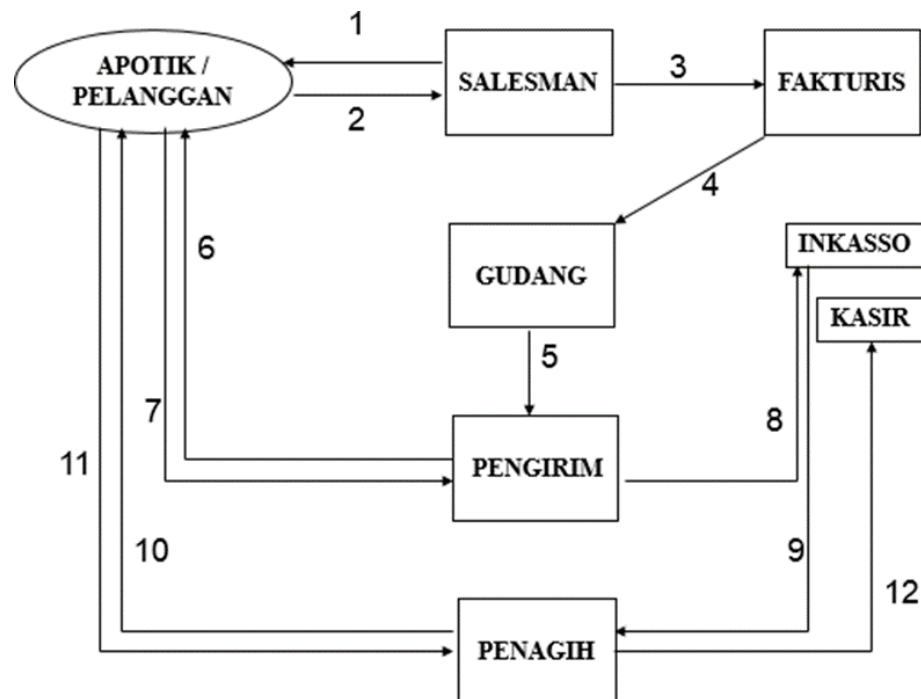 1
APOTIK /
PELANGGAN
SALESMAN
3
FAKTURIS
2
4
6
GUDANG
INKASSO
KASIR
5
7
8
11
PENGIRIM
10
9
12
PENAGIH